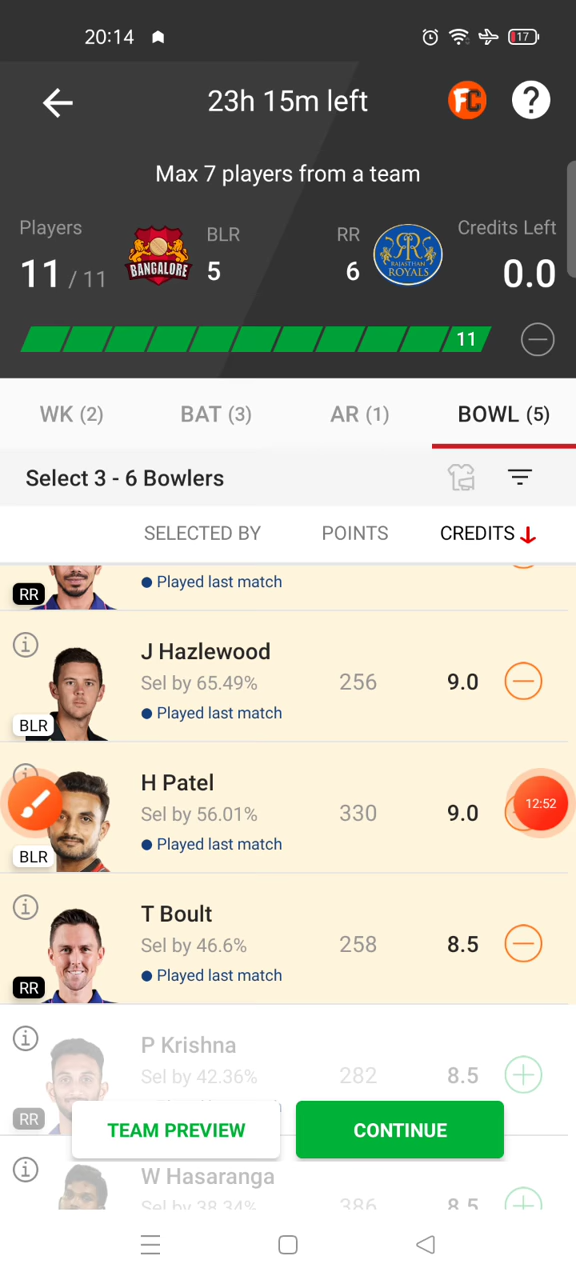 20:14
17
23h 15m left
FC
?
Max 7 players from a team
Players
BLR
RR
Credits Left
11 / 11
BANGALORE
5
6
RAJASTHAN
ROYALS
0.0
11
WK (2)
BAT (3)
AR (1)
BOWL (5)
Select 3 - 6 Bowlers
SELECTED BY
POINTS
CREDITS
RR
Played last match
J Hazlewood
Sel by 65.49%
256
9.0
Played last match
BLR
H Patel
Sel by 56.01%
330
9.0
12:52
Played last match
BLR
T Boult
Sel by 46.6%
258
8.5
Played last match
RR
P Krishna
Sel by 42.36%
282
8.5
RR
TEAM PREVIEW
CONTINUE
W Hasaranga
Sel by 38.34%
386
8.5